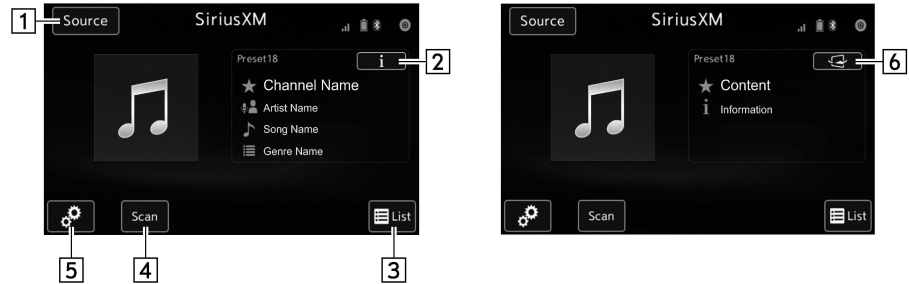 1 Source SiriusXM
Preset18 i 2
Channel Name
Artist Name
Song Name
Genre Name
Scan List
5 4 3
Source SiriusXM
Preset18 6
Content
i Information
Scan List